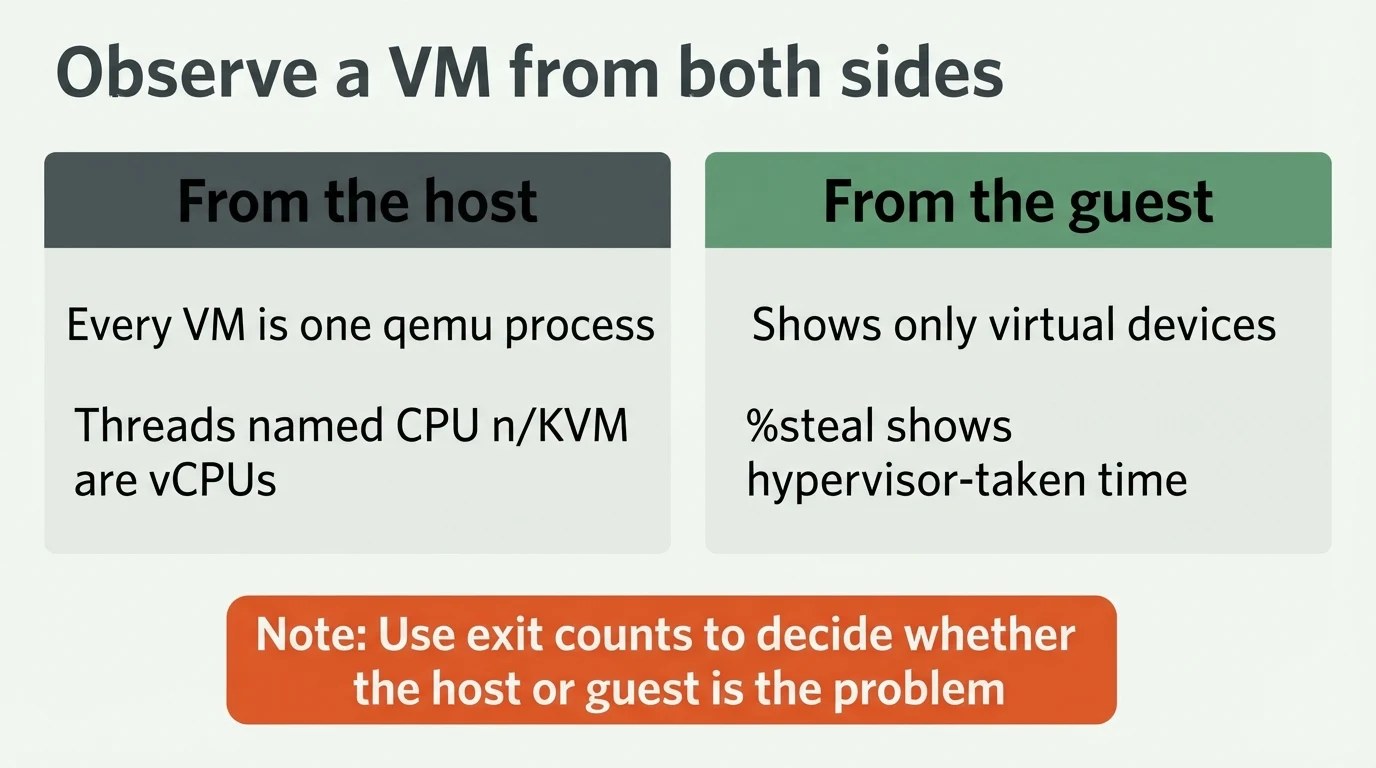 Observe a VM from both sides
From the host
Every VM is one qemu process
Threads named CPU n/KVM
are vCPUs
From the guest
Shows only virtual devices
%steal shows
hypervisor-taken time
Note: Use exit counts to decide whether
the host or guest is the problem